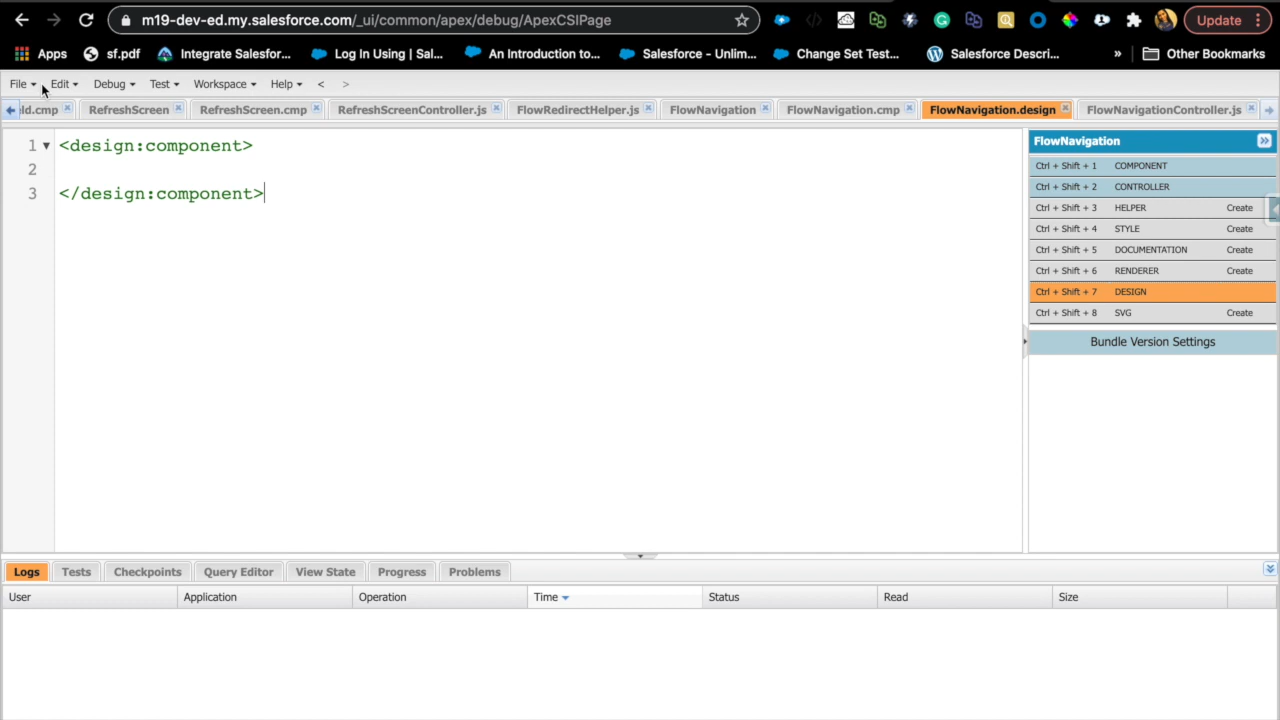 m19-dev-ed.my.salesforce.com/_ui/common/apex/debug/ApexCSIPage Update
Apps sf.pdf Integrate Salesfor... Log In Using | Sal... An Introduction to... Salesforce - Unlim... Change Set Test... Salesforce Descri... » Other Bookmarks
File Edit Debug Test Workspace Help < >
ld.cmp RefreshScreen RefreshScreen.cmp RefreshScreenController.js FlowRedirectHelper.js FlowNavigation FlowNavigation.cmp FlowNavigation.design FlowNavigationController.js
1 <design:component>
2
3 </design:component>
FlowNavigation
Ctrl + Shift + 1 COMPONENT
Ctrl + Shift + 2 CONTROLLER
Ctrl + Shift + 3 HELPER Create
Ctrl + Shift + 4 STYLE Create
Ctrl + Shift + 5 DOCUMENTATION Create
Ctrl + Shift + 6 RENDERER Create
Ctrl + Shift + 7 DESIGN
Ctrl + Shift + 8 SVG Create
Bundle Version Settings
Logs Tests Checkpoints Query Editor View State Progress Problems
User Application Operation Time Status Read Size